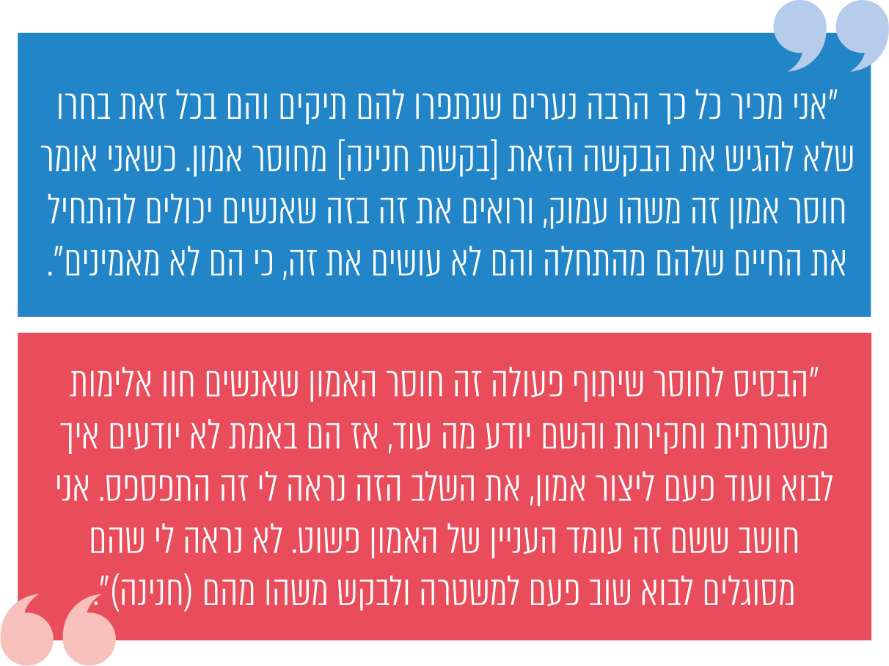 "אני מכיר כל כך הרבה נערים שנתפרו להם תיקים והם בכל זאת בחרו
שלא להגיש את הבקשה הזאת [בקשת חנינה] מחוסר אמון. כשאני אומר
חוסר אמון זה משהו עמוק, ורואים את זה בזה שאנשים יכולים להתחיל
את החיים שלהם מהתחלה והם לא עושים את זה, כי הם לא מאמינים".
"הבסיס לחוסר שיתוף פעולה זה חוסר האמון שאנשים חוו אלימות
משטרתית וחקירות והשם יודע מה עוד, אז הם באמת לא יודעים איך
לבוא ועוד פעם ליצור אמון, את השלב הזה נראה לי זה התפספס. אני
חושב ששם זה עומד העניין של האמון פשוט. לא נראה לי שהם
מסוגלים לבוא שוב פעם למשטרה ולבקש משהו מהם (חנינה)".